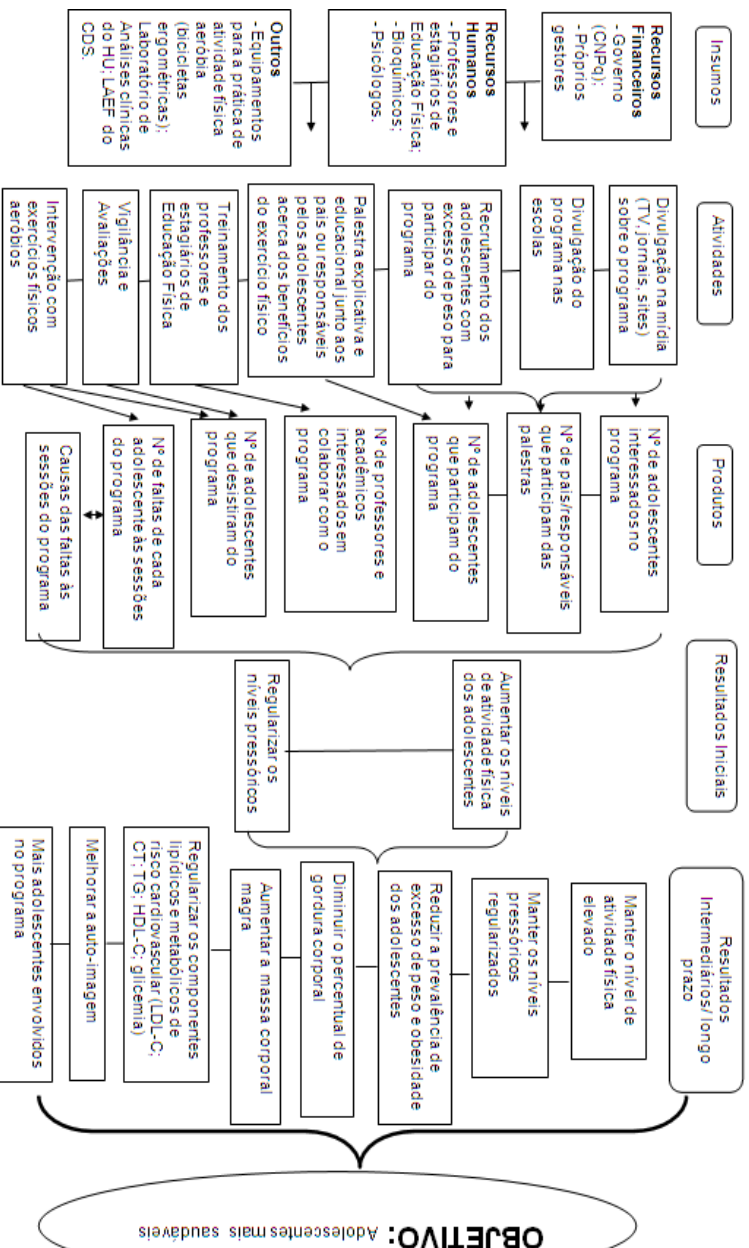 Insumos
Recursos
Financeiros
- Governo
(CNPq);
- Próprios
gestores
Recursos
Humanos
- Professores e
estagiários de
Educação Física;
- Bioquímicos;
- Psicólogos.
Outros
- Equipamentos
para a prática de
atividade física
aeróbia
(bicicletas
ergométricas);
Laboratório de
Análises clínicas
do HU; LAEF do
CDS.
Atividades
Divulgação na mídia
(TV, jornais, sites)
sobre o programa
Divulgação do
programa nas
escolas
Recrutamento dos
adolescentes com
excesso de peso para
participar do
programa
Palestra explicativa e
educacional junto aos
pais ou responsáveis
pelos adolescentes
acerca dos benefícios
do exercício físico
Treinamento dos
professores e
estagiários de
Educação Física
Vigilância e
Avaliações
Intervenção com
exercícios físicos
aeróbios
Produtos
Nº de adolescentes
interessados no
programa
Nº de pais/responsáveis
que participam das
palestras
Nº de adolescentes
que participam do
programa
Nº de professores e
acadêmicos
interessados em
colaborar com o
programa
Nº de adolescentes
que desistiram do
programa
Nº de faltas de cada
adolescente às sessões
do programa
Causas das faltas às
sessões do programa
Resultados Iniciais
Aumentar os níveis
de atividade física
dos adolescentes
Regularizar os
níveis pressóricos
Resultados
Intermediários/ longo
prazo
Manter o nível de
atividade física
elevado
Manter os níveis
pressóricos
regularizados
Reduzir a prevalência de
excesso de peso e obesidade
dos adolescentes
Diminuir o percentual de
gordura corporal
Aumentar a massa corporal
magra
Regularizar os componentes
lipídicos e metabólicos de
risco cardiovascular (LDL-C;
CT; TG; HDL-C; glicemia)
Melhorar a auto-imagem
Mais adolescentes envolvidos
no programa
OBJETIVO: Adolescentes mais saudáveis